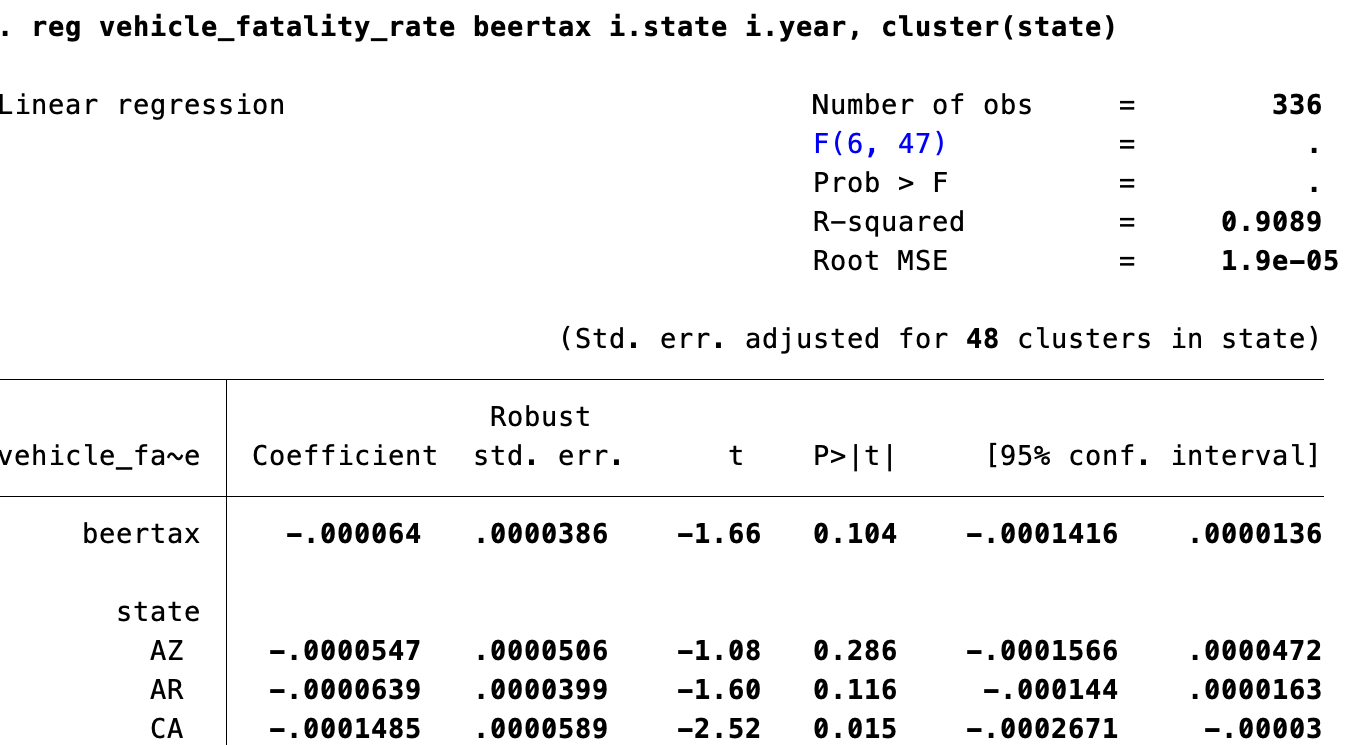 . reg vehicle_fatality_rate beertax i.state i.year, cluster(state)
Linear regression Number of obs = 336
F(6, 47) = .
Prob > F = .
R-squared = 0.9089
Root MSE = 1.9e-05
(Std. err. adjusted for 48 clusters in state)
Robust
vehicle_fa~e Coefficient std. err. t P>|t| [95% conf. interval]
beertax -.000064 .0000386 -1.66 0.104 -.0001416 .0000136
state
AZ -.0000547 .0000506 -1.08 0.286 -.0001566 .0000472
AR -.0000639 .0000399 -1.60 0.116 -.000144 .0000163
CA -.0001485 .0000589 -2.52 0.015 -.0002671 -.00003